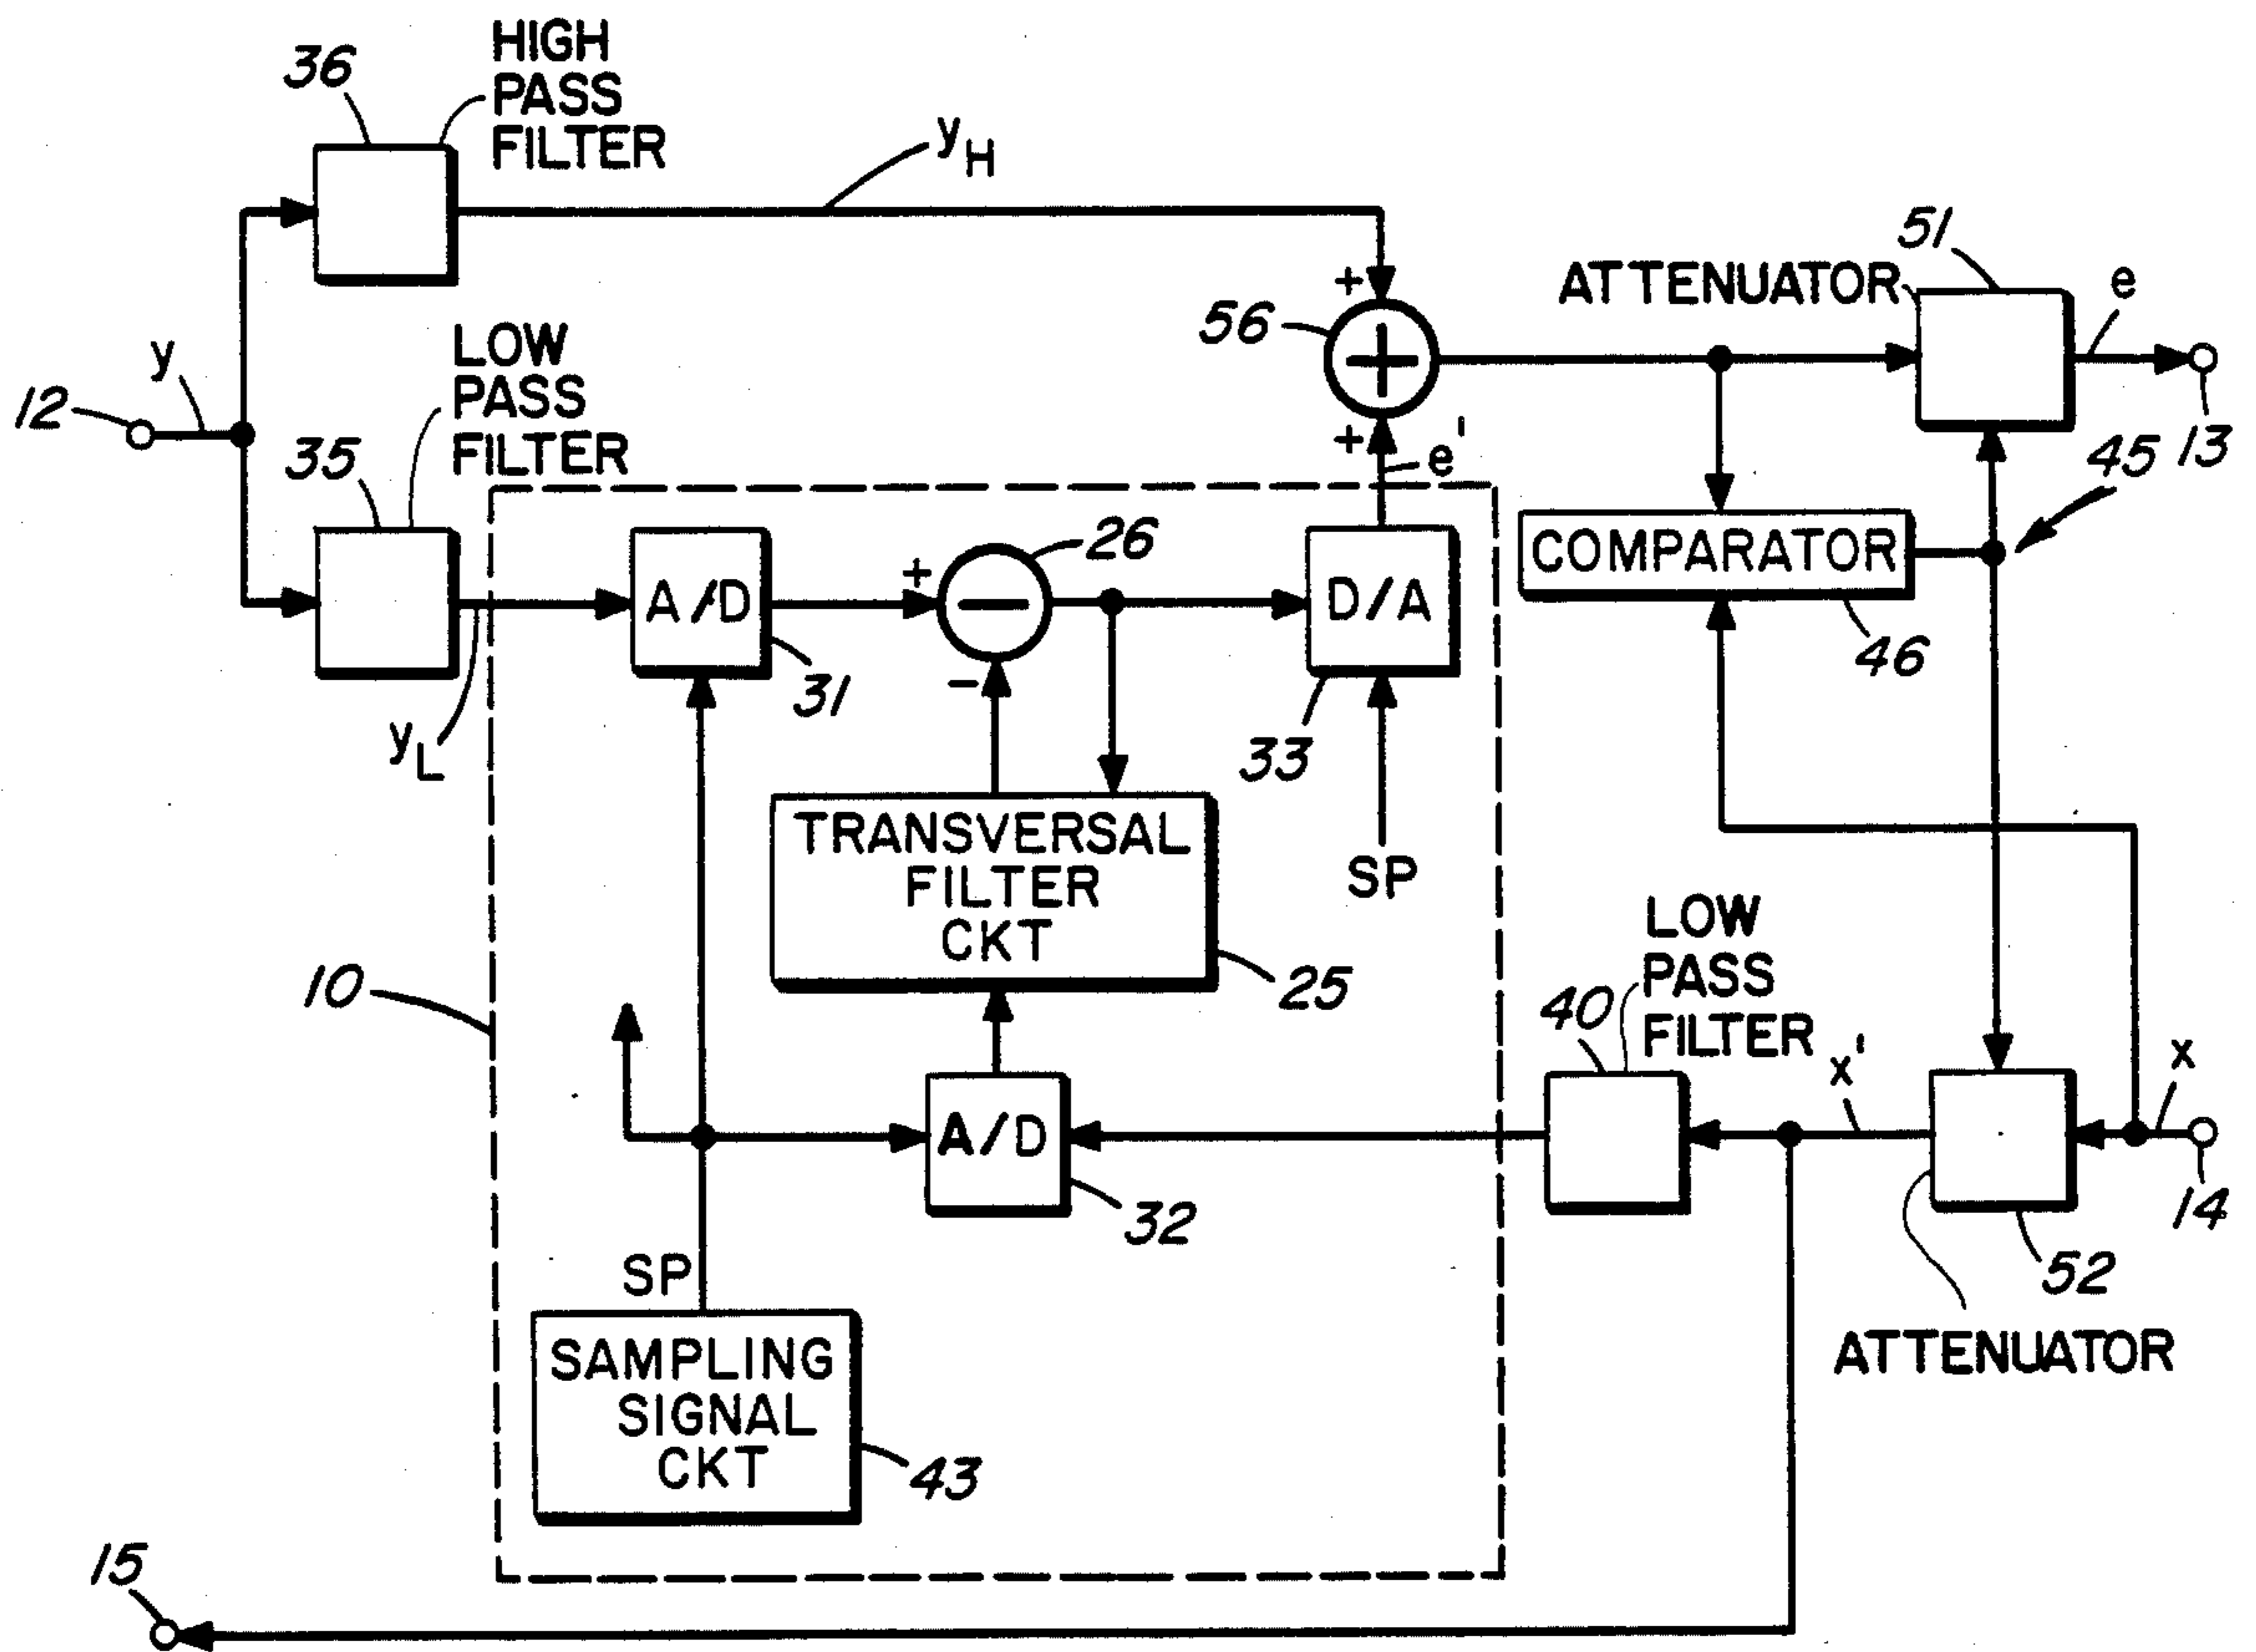 36
HIGH
PASS
FILTER
y_H
51
ATTENUATOR
e
56
+
12
y
35
LOW
PASS
FILTER
+
e'
45
13
26
COMPARATOR
46
A/D
+
D/A
31
-
33
y_L
TRANSVERSAL
FILTER
CKT
SP
25
10
LOW
PASS
FILTER
40
x'
x
A/D
32
14
52
SP
ATTENUATOR
SAMPLING
SIGNAL
CKT
43
15